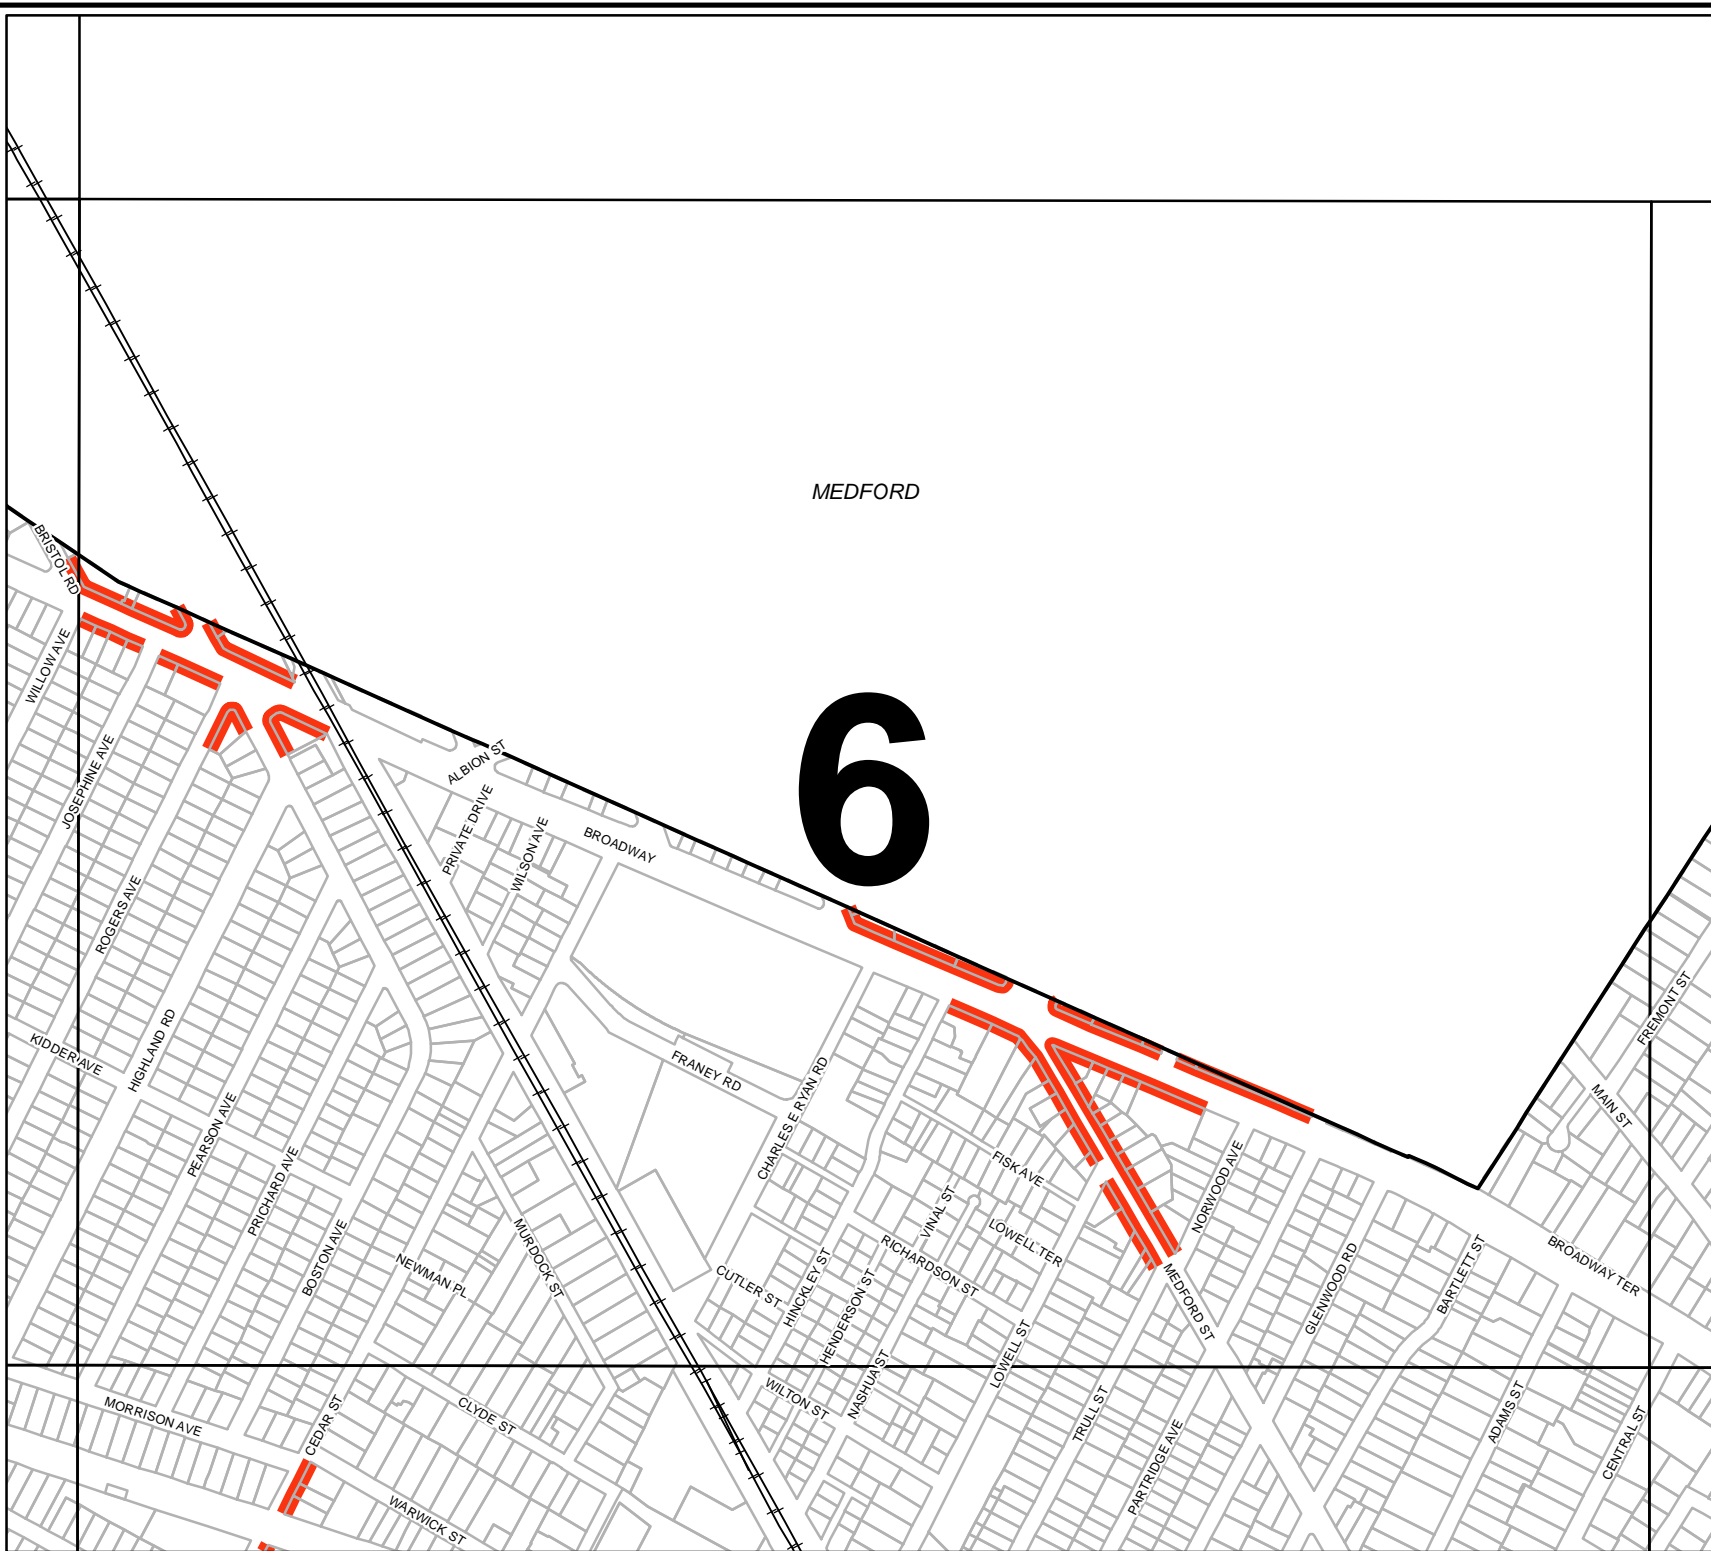 MEDFORD
BRISTOL RD
6
WILLOW AVE
ALBION ST
JOSEPHINE AVE
PRIVATE DRIVE
WILSON AVE
BROADWAY
ROGERS AVE
FREMONT ST
KIDDER AVE
HIGHLAND RD
FRANEY RD
CHARLES E RYAN RD
MAIN ST
PEARSON AVE
FISK AVE
PRICHARD AVE
VINAL ST
NORWOOD AVE
LOWELL TER
BOSTON AVE
MURDOCK ST
NEWMAN PL
RICHARDSON ST
CUTLER ST
HINCKLEY ST
HENDERSON ST
MEDFORD ST
GLENWOOD RD
BARTLETT ST
BROADWAY TER
LOWELL ST
NASHUA ST
WILTON ST
MORRISON AVE
CEDAR ST
CLYDE ST
TRULL ST
ADAMS ST
CENTRAL ST
PARTRIDGE AVE
WARWICK ST